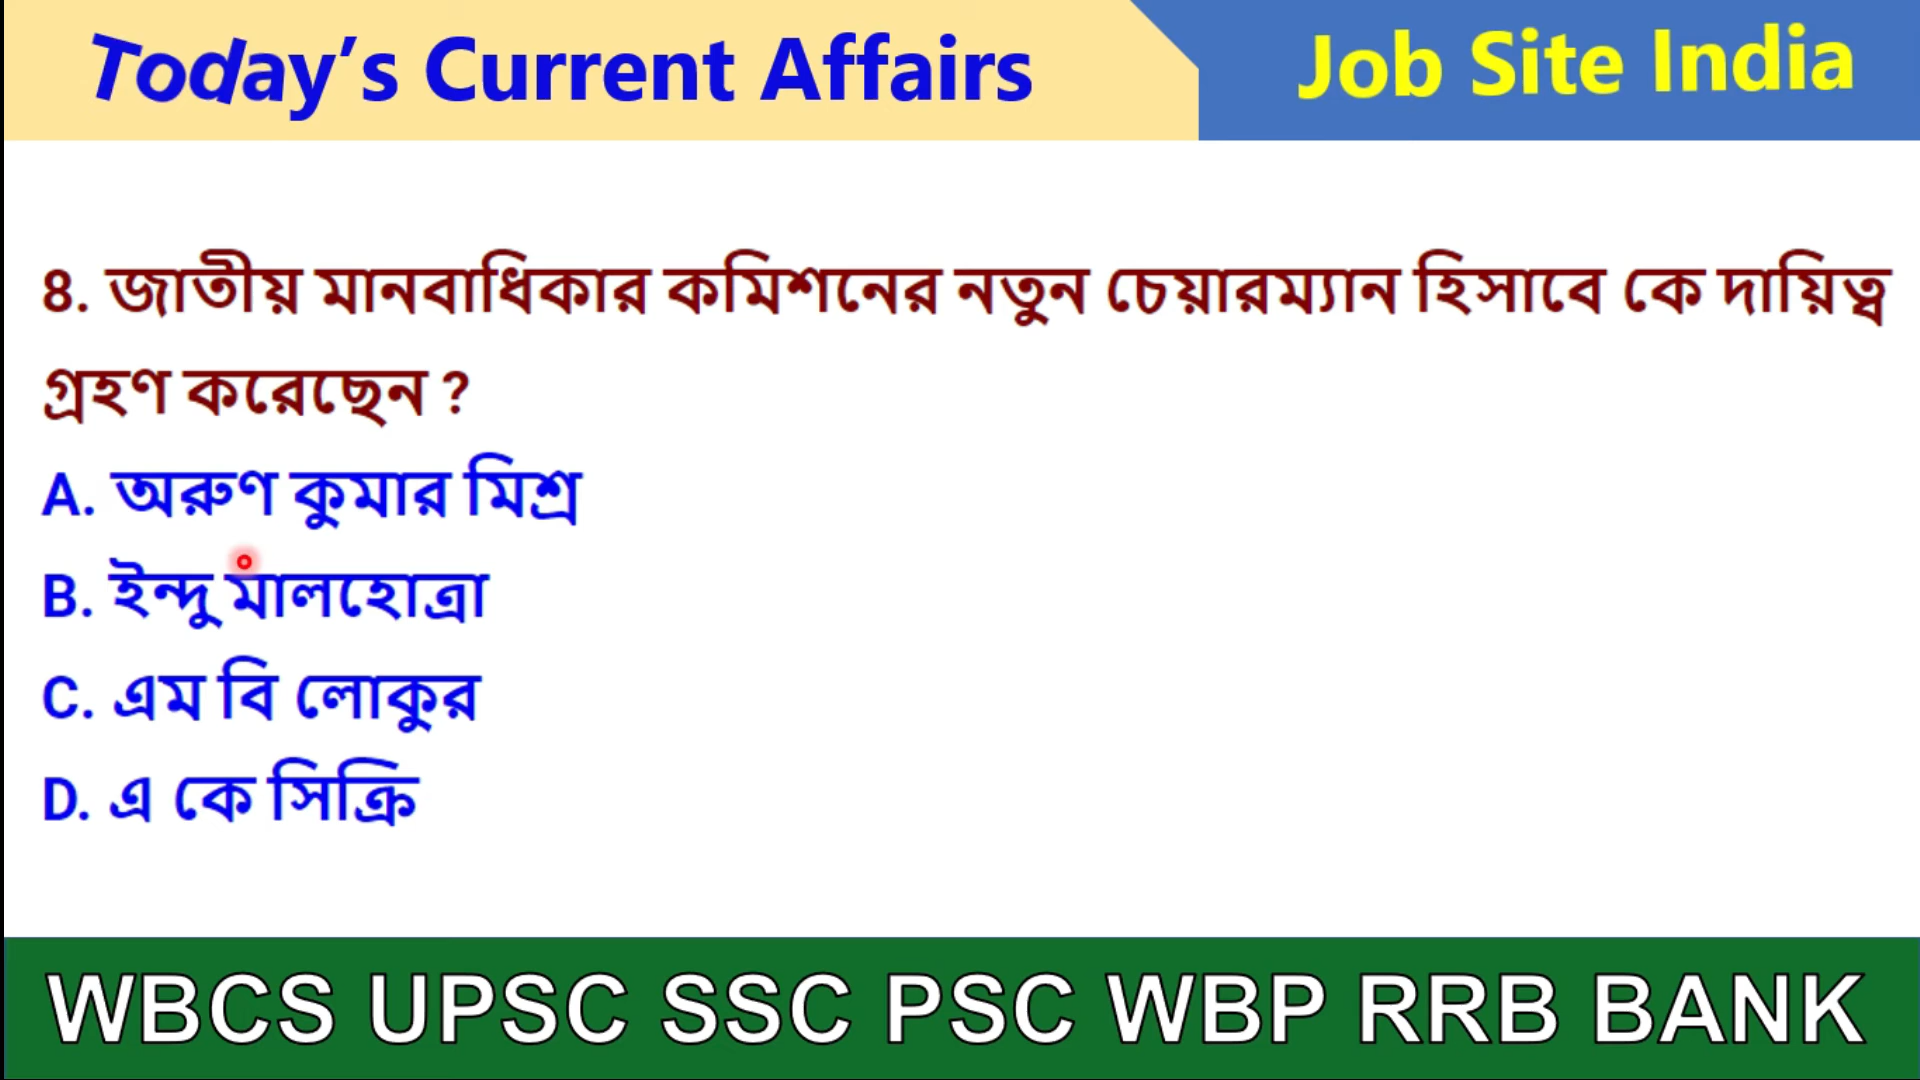 Today’s Current Affairs
Job Site India
8. জাতীয় মানবাধিকার কমিশনের নতুন চেয়ারম্যান হিসাবে কে দায়িত্ব
গ্রহণ করেছেন ?
A. অরুণ কুমার মিশ্র
B. ইন্দু মালহোত্রা
C. এম বি লোকুর
D. এ কে সিক্রি
WBCS UPSC SSC PSC WBP RRB BANK